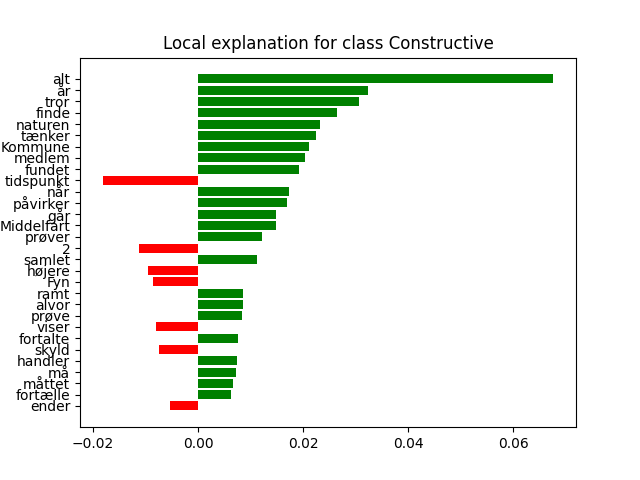 Local explanation for class Constructive
alt
år
tror
finde
naturen
tænker
Kommune
medlem
fundet
tidspunkt
når
påvirker
går
Middelfart
prøver
2
samlet
højere
Fyn
ramt
alvor
prøve
viser
fortalte
skyld
handler
må
måttet
fortælle
ender
−0.02 0.00 0.02 0.04 0.06